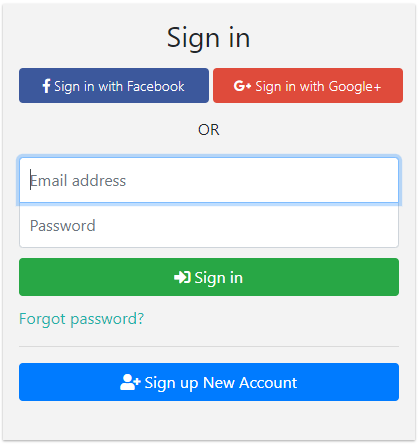 Sign in
Sign in with Facebook Sign in with Google+
OR
Email address
Password
Sign in
Forgot password?
Sign up New Account